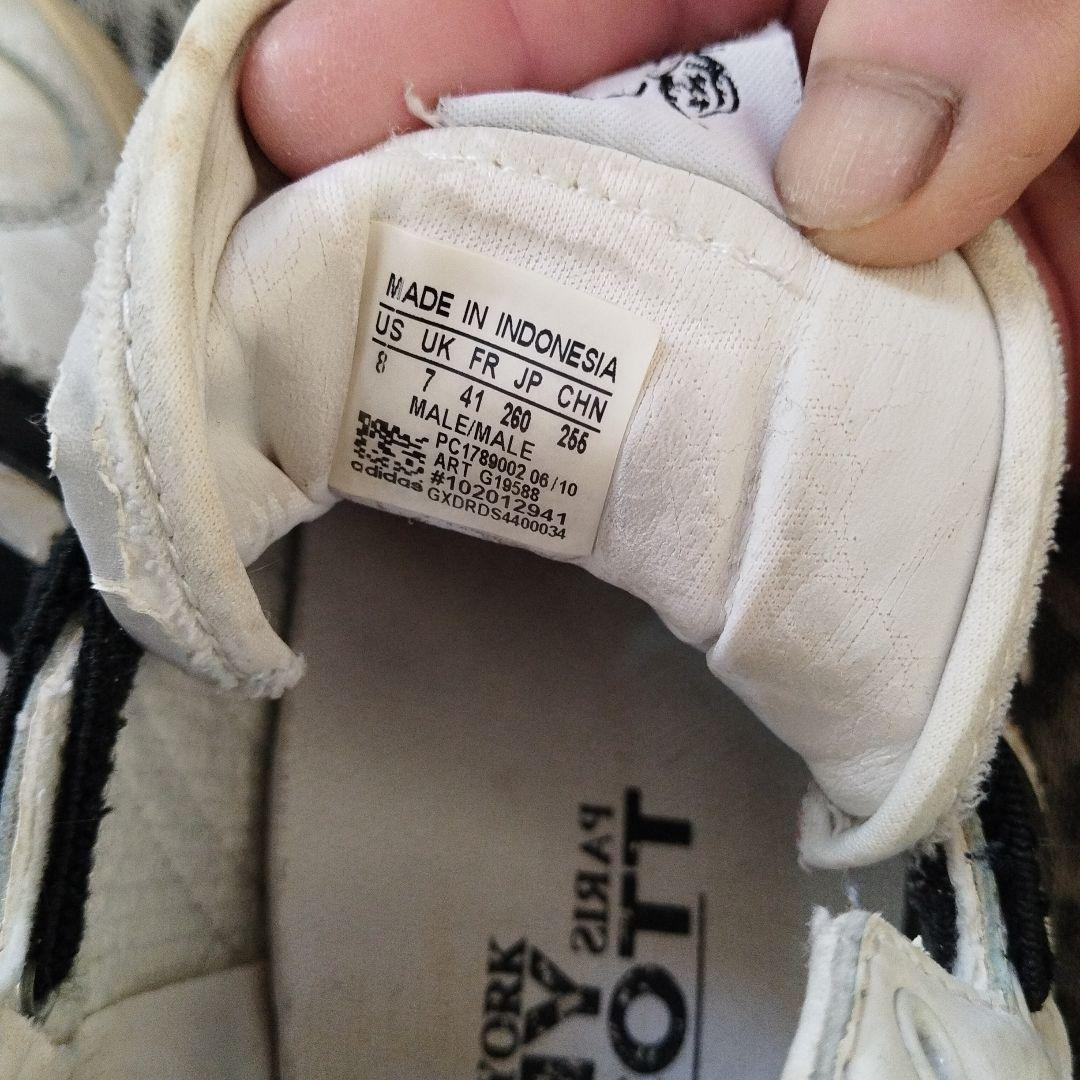 MADE IN INDONESIA
US UK FR JP CHN
8 7 41 260 255
MALE/MALE
PC1789002 06/10
ART G19588
#102012941
adidas GXDRDS4400034
PARIS
YORK